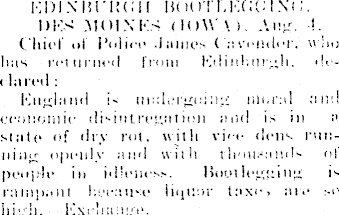 EDINBURGH BOOTLEGGING.
DES MOINES (IOWA), Aug. 4.
Chief of Police James Cavender, who
has returned from Edinburgh, de-
clared:
England is undergoing moral and
economic disintregation and is in a
state of dry rot, with vice dens run-
ning openly and with thousands of
people in idleness. Bootlegging is
rampant because liquor taxes are so
high.—Exchange.